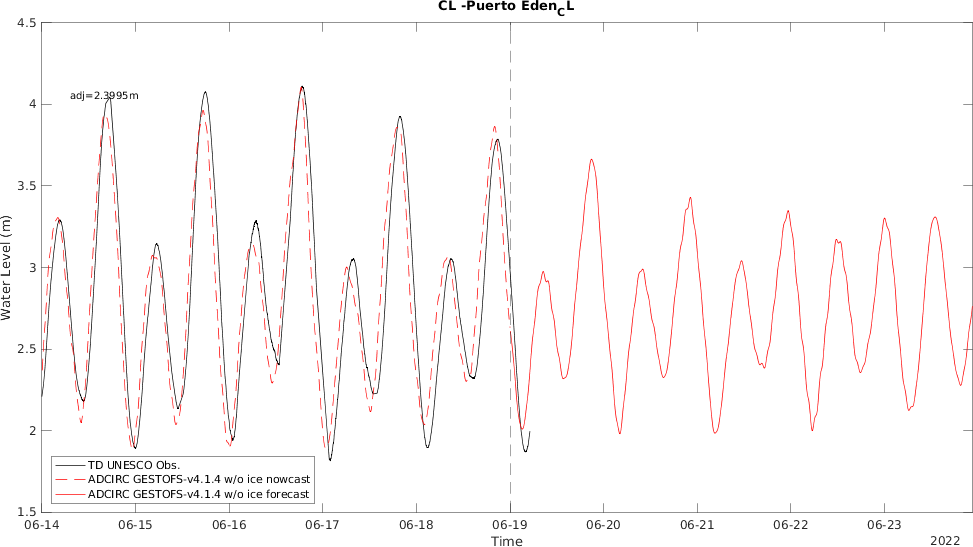 CL -Puerto Eden_CL
4.5
adj=2.3995m
4
3.5
3
2.5
2
1.5
Water Level (m)
TD UNESCO Obs.
ADCIRC GESTOFS-v4.1.4 w/o ice nowcast
ADCIRC GESTOFS-v4.1.4 w/o ice forecast
06-14 06-15 06-16 06-17 06-18 06-19 06-20 06-21 06-22 06-23
Time
2022